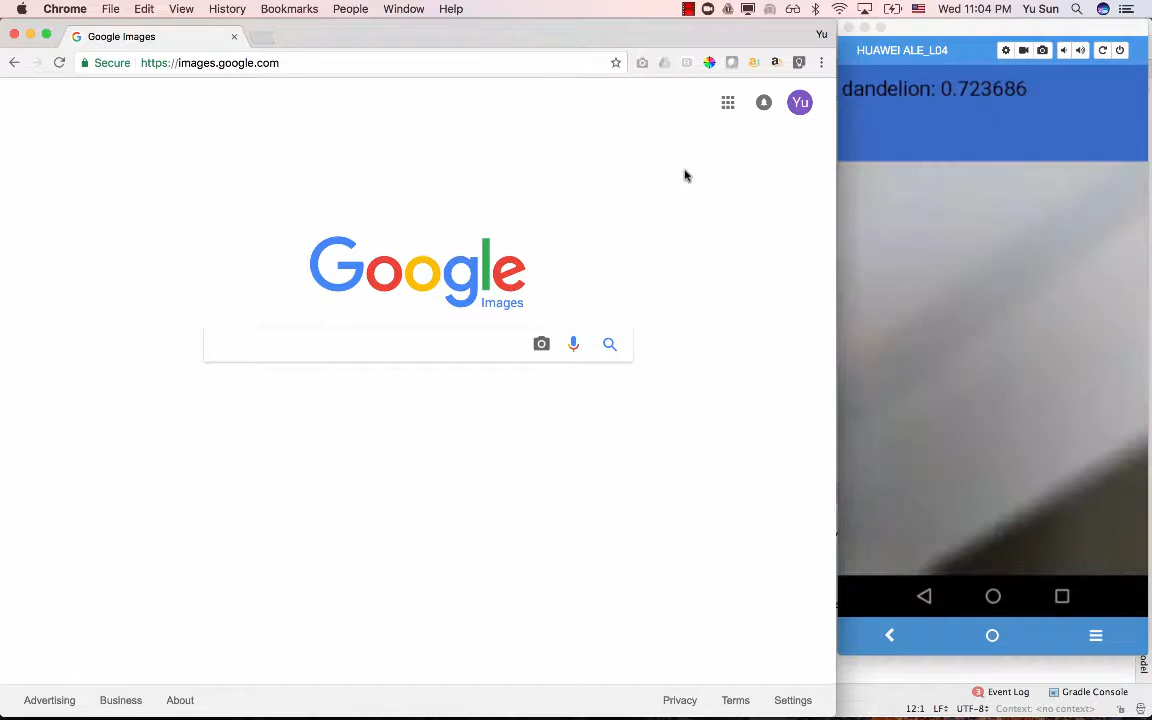 Chrome File Edit View History Bookmarks People Window Help
Wed 11:04 PM Yu Sun
Google Images
Yu
Secure https://images.google.com
Yu
Google
Images
Advertising Business About
Privacy Terms Settings
HUAWEI ALE_L04
dandelion: 0.723686
3 Event Log Gradle Console
12:1 LF÷ UTF-8÷ Context: <no context>